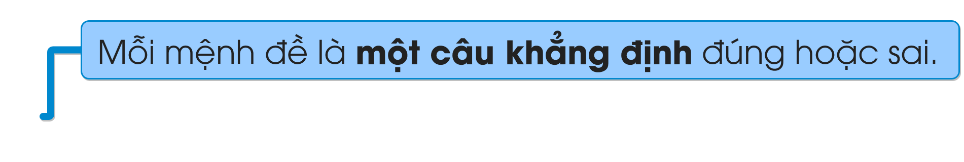 Mỗi mệnh đề là một câu khẳng định đúng hoặc sai.